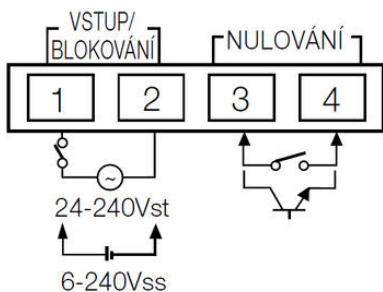 VSTUP/
BLOKOVÁNÍ
NULOVÁNÍ
1 2 3 4
~
24-240Vst
6-240Vss